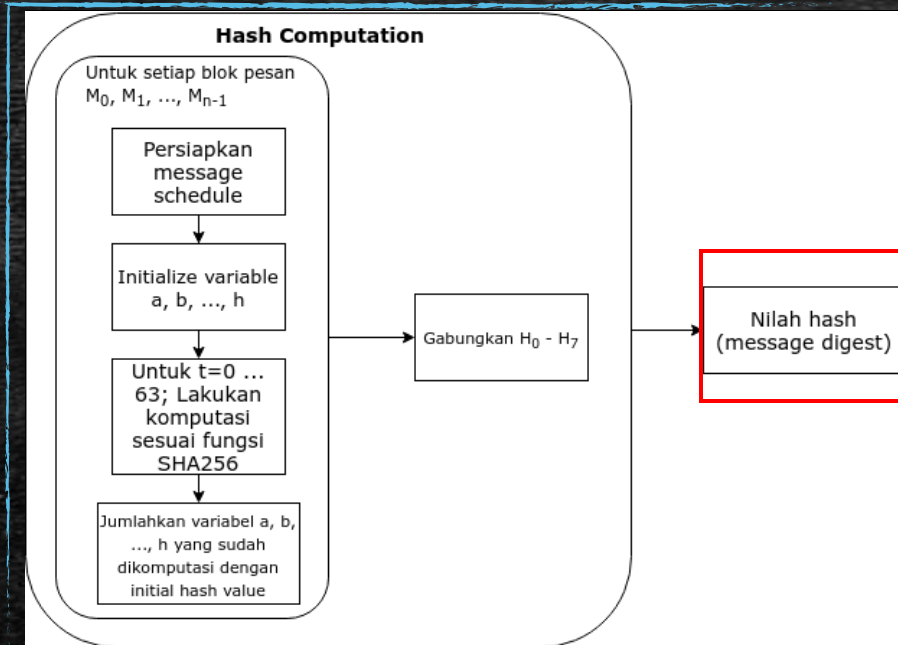 Hash Computation
Untuk setiap blok pesan
M₀, M₁, ..., Mₙ₋₁
Persiapkan
message
schedule
Initialize variable
a, b, ..., h
Untuk t=0 ...
63; Lakukan
komputasi
sesuai fungsi
SHA256
Jumlahkan variabel a, b,
..., h yang sudah
dikomputasi dengan
initial hash value
Gabungkan H₀ - H₇
Nilah hash
(message digest)